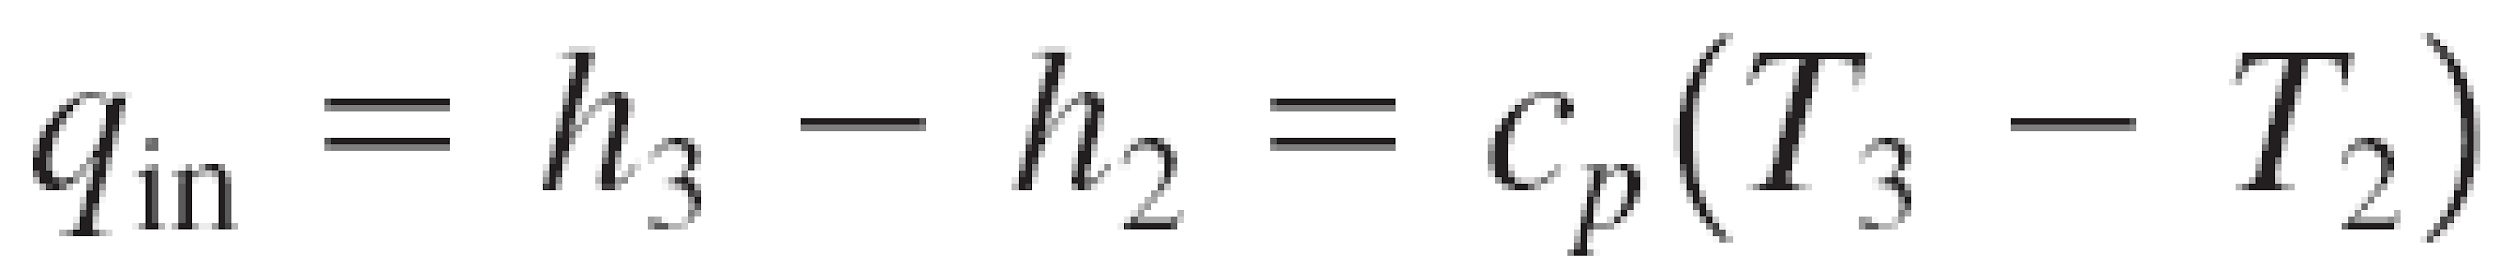 q_in = h_3 − h_2 = c_p(T_3 − T_2)